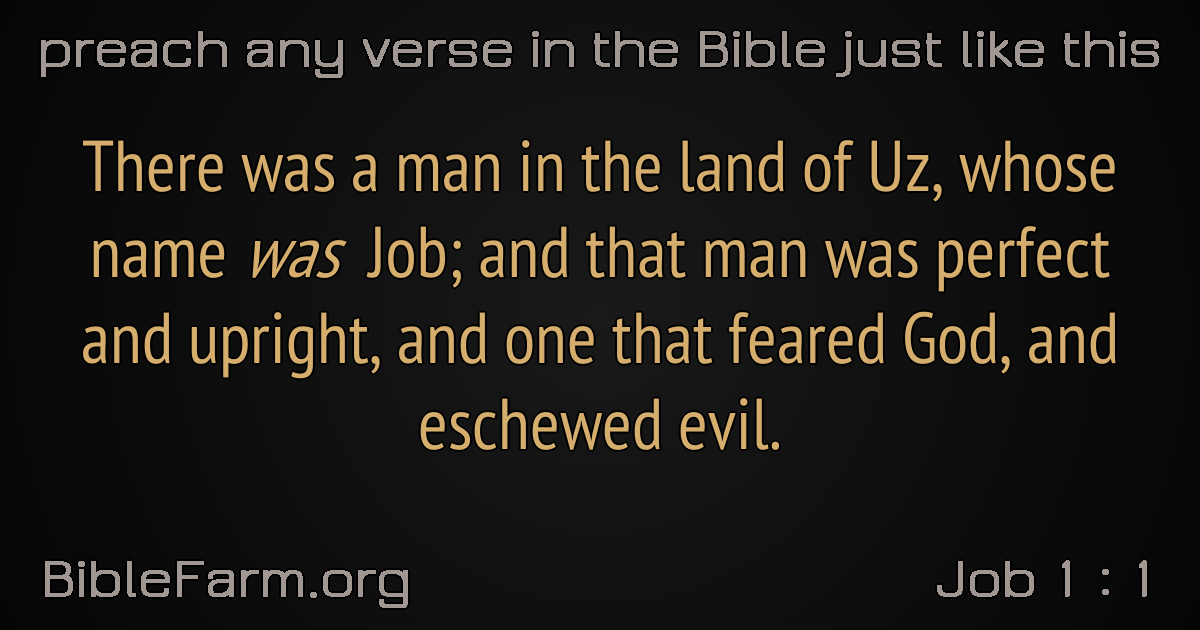 preach any verse in the Bible just like this
There was a man in the land of Uz, whose
name was Job; and that man was perfect
and upright, and one that feared God, and
eschewed evil.
BibleFarm.org
Job 1 : 1